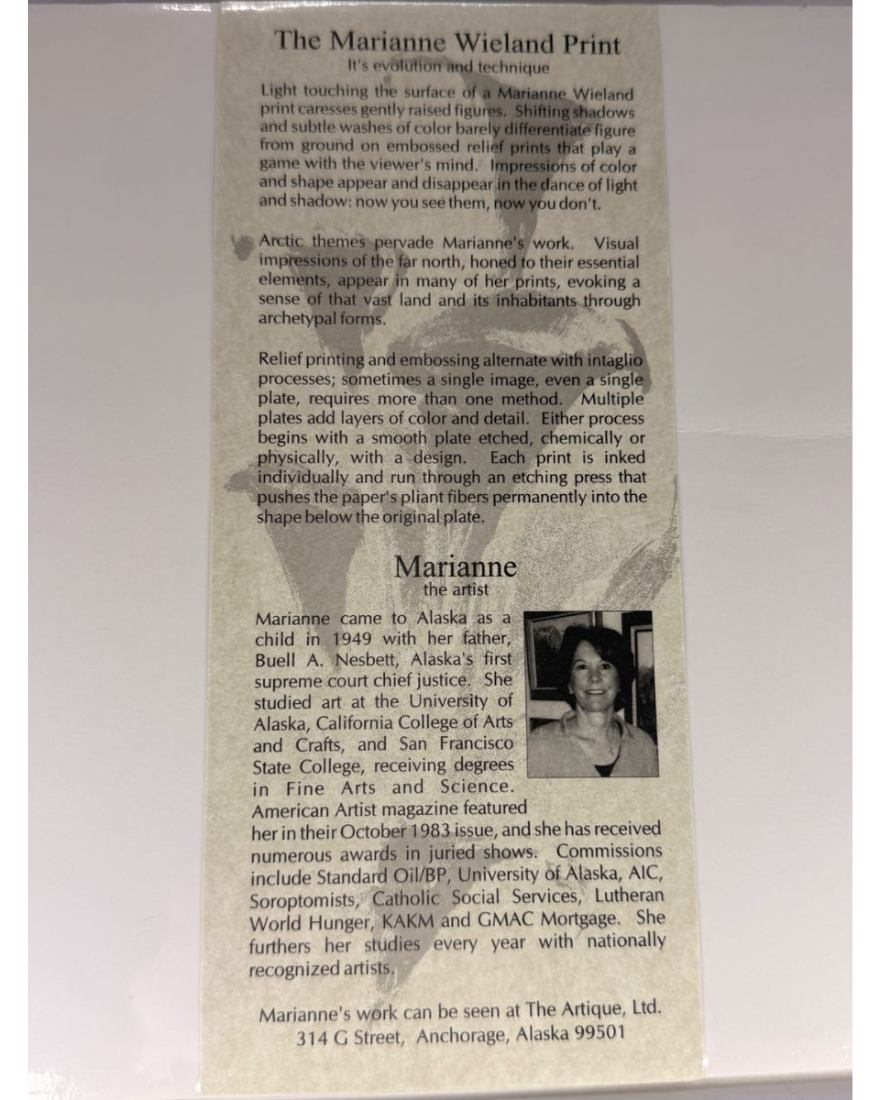 The Marianne Wieland Print
It's evolution and technique
Light touching the surface of a Marianne Wieland
print caresses gently raised figures. Shifting shadows
and subtle washes of color barely differentiate figure
from ground on embossed relief prints that play a
game with the viewer's mind. Impressions of color
and shape appear and disappear in the dance of light
and shadow: now you see them, now you don't.
Arctic themes pervade Marianne's work. Visual
impressions of the far north, honed to their essential
elements, appear in many of her prints, evoking a
sense of that vast land and its inhabitants through
archetypal forms.
Relief printing and embossing alternate with intaglio
processes; sometimes a single image, even a single
plate, requires more than one method. Multiple
plates add layers of color and detail. Either process
begins with a smooth plate etched, chemically or
physically, with a design. Each print is inked
individually and run through an etching press that
pushes the paper's pliant fibers permanently into the
shape below the original plate.
Marianne
the artist
Marianne came to Alaska as a
child in 1949 with her father,
Buell A. Nesbett, Alaska's first
supreme court chief justice. She
studied art at the University of
Alaska, California College of Arts
and Crafts, and San Francisco
State College, receiving degrees
in Fine Arts and Science.
American Artist magazine featured
her in their October 1983 issue, and she has received
numerous awards in juried shows. Commissions
include Standard Oil/BP, University of Alaska, AIC,
Soroptomists, Catholic Social Services, Lutheran
World Hunger, KAKM and GMAC Mortgage. She
furthers her studies every year with nationally
recognized artists.
Marianne's work can be seen at The Artique, Ltd.
314 G Street, Anchorage, Alaska 99501